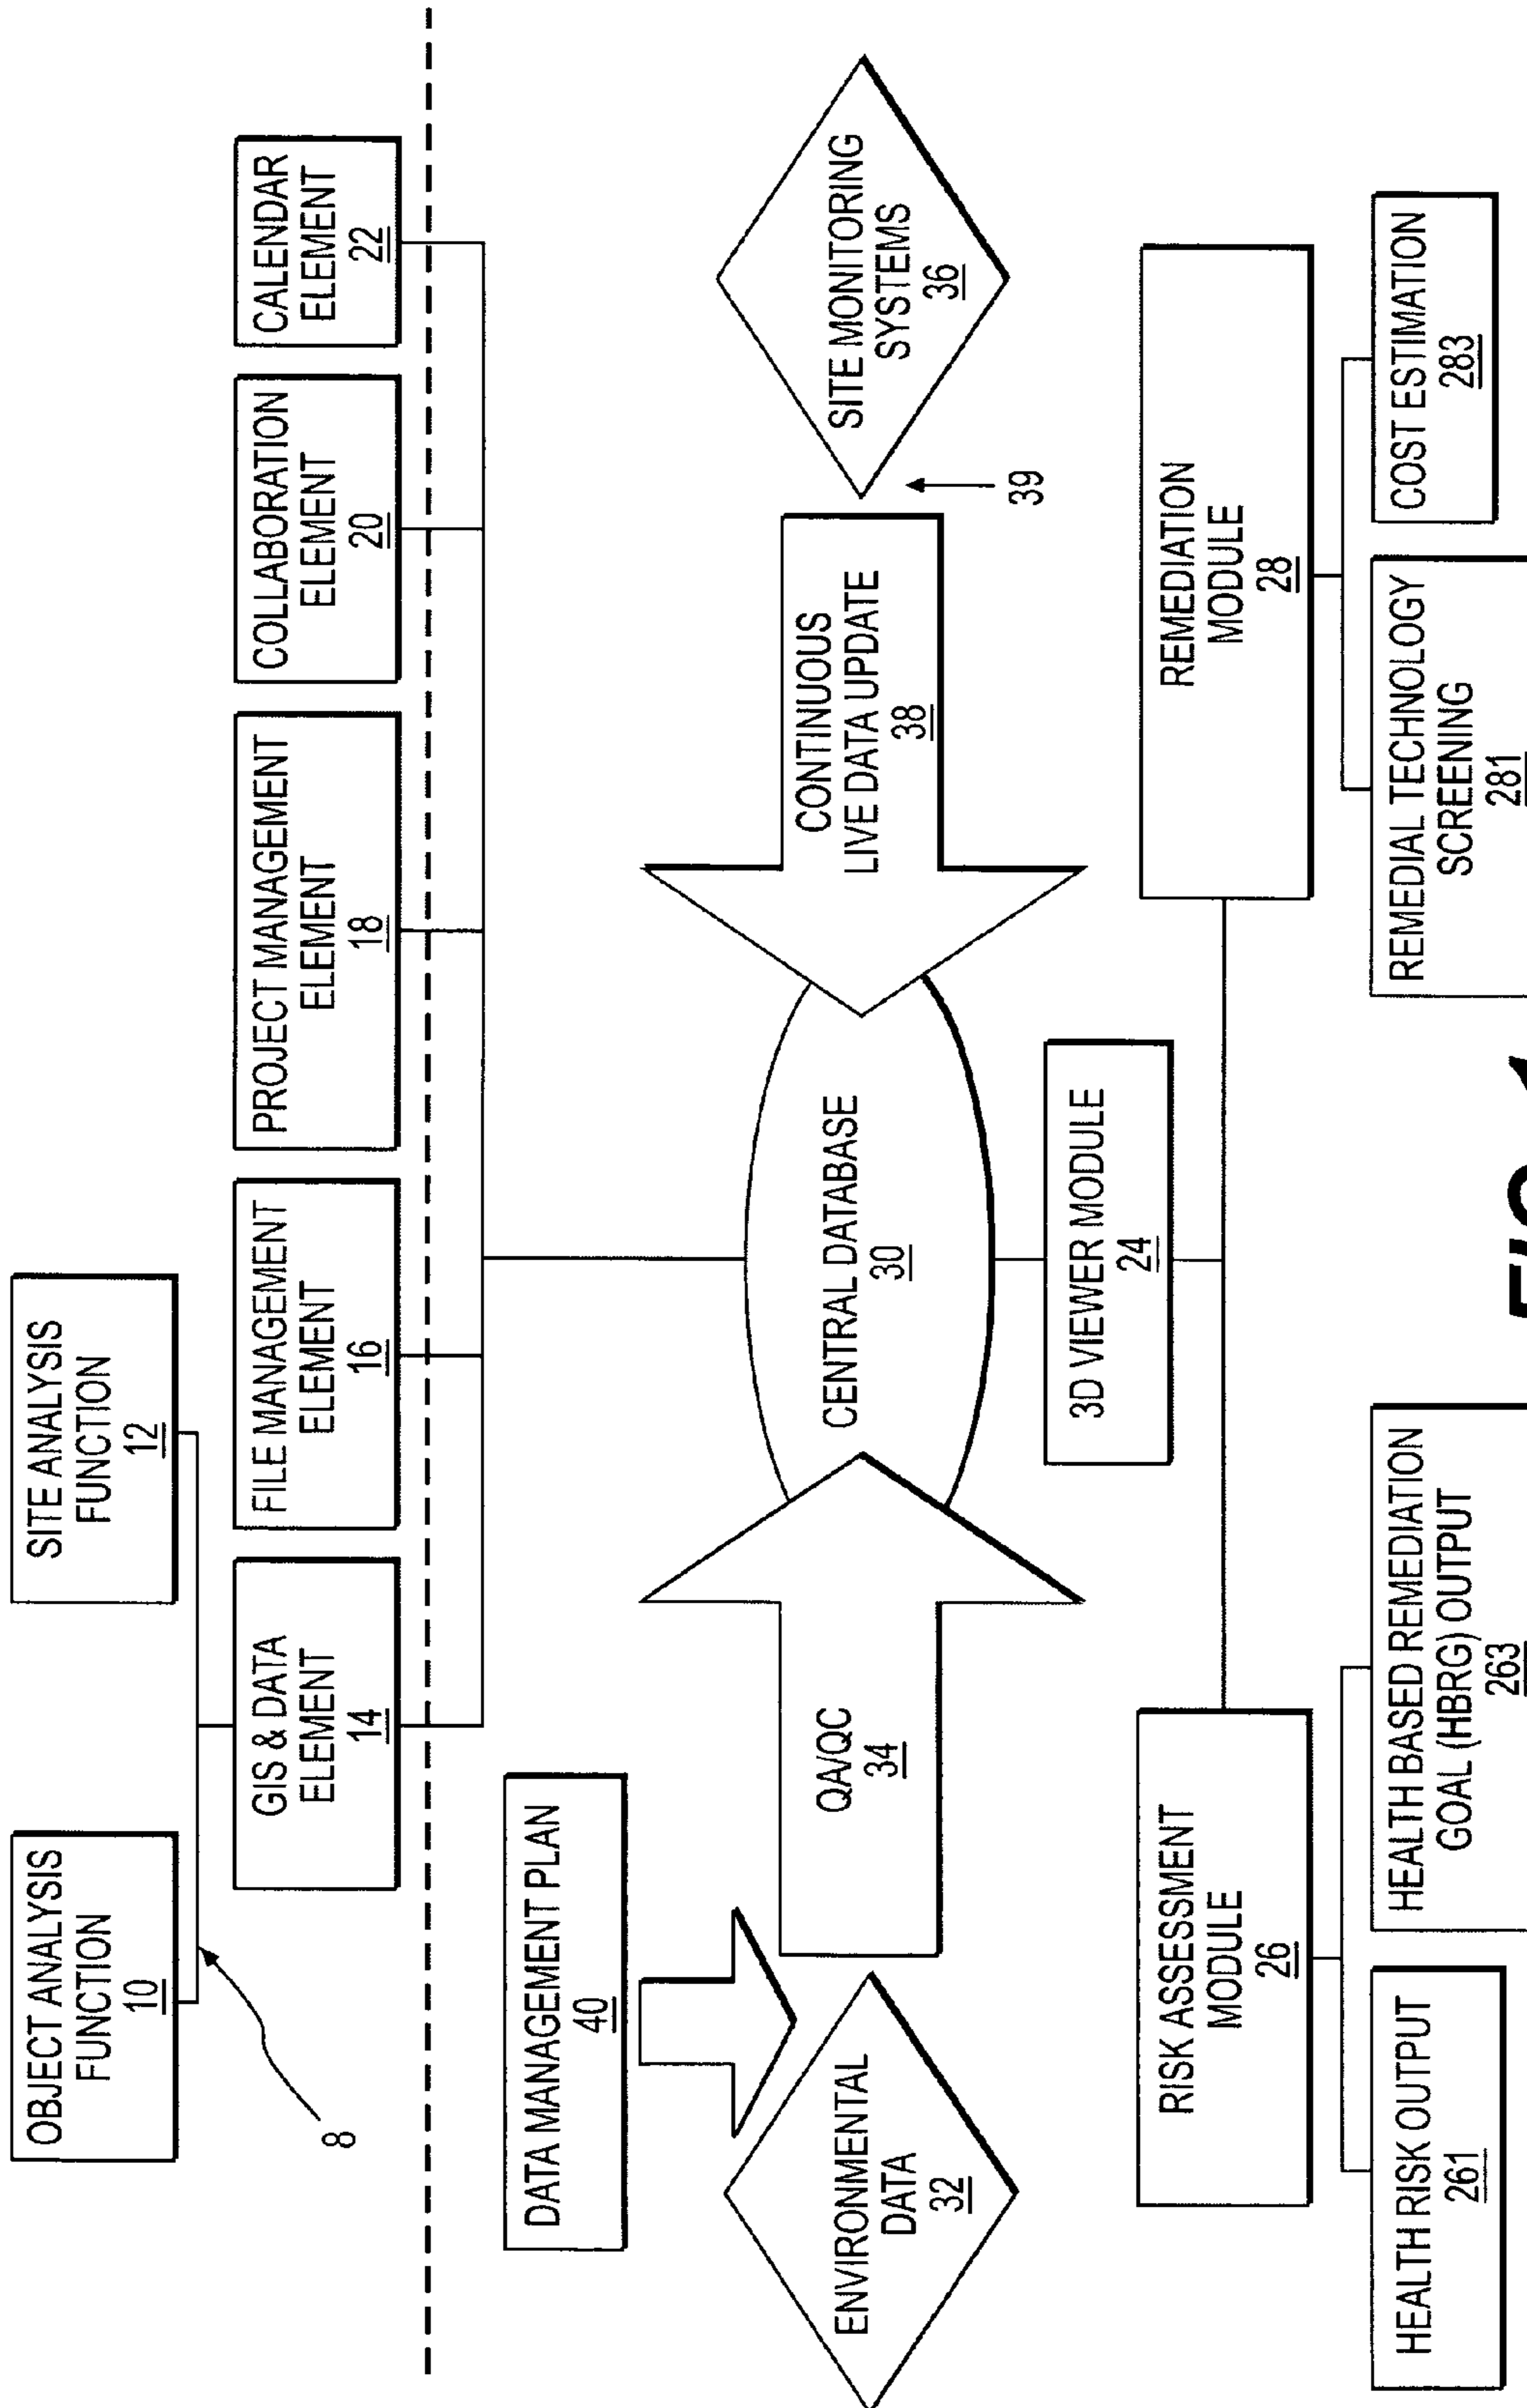 OBJECT ANALYSIS
FUNCTION
10
SITE ANALYSIS
FUNCTION
12
8
GIS & DATA
ELEMENT
14
FILE MANAGEMENT
ELEMENT
16
PROJECT MANAGEMENT
ELEMENT
18
COLLABORATION
ELEMENT
20
CALENDAR
ELEMENT
22
DATA MANAGEMENT PLAN
40
ENVIRONMENTAL
DATA
32
QA/QC
34
CENTRAL DATABASE
30
CONTINUOUS
LIVE DATA UPDATE
38
SITE MONITORING
SYSTEMS
36
39
3D VIEWER MODULE
24
RISK ASSESSMENT
MODULE
26
REMEDIATION
MODULE
28
HEALTH RISK OUTPUT
261
HEALTH BASED REMEDIATION
GOAL (HBRG) OUTPUT
263
REMEDIAL TECHNOLOGY
SCREENING
281
COST ESTIMATION
283
FIG. 1